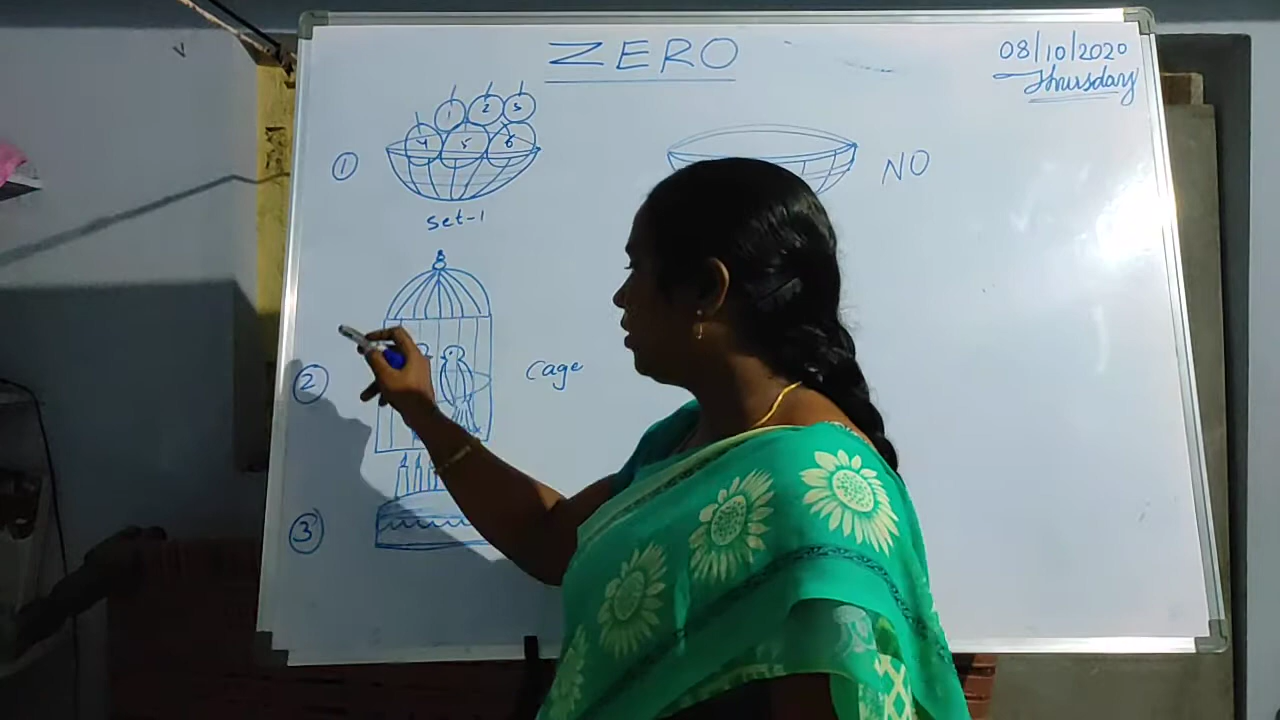 ZERO
08/10/2020
Thursday
1 2 3
4 5 6
①
NO
set-1
②
cage
③